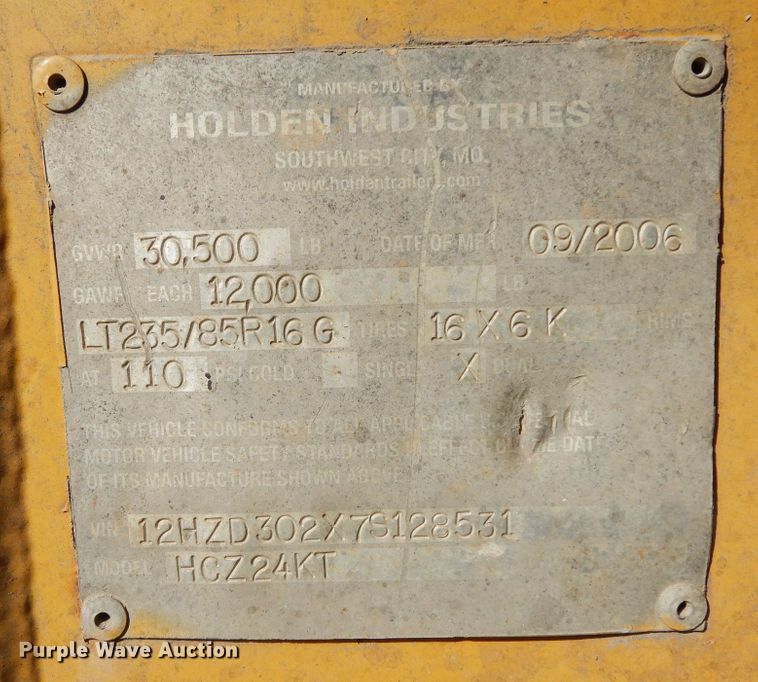 MANUFACTURED BY
HOLDEN INDUSTRIES
SOUTHWEST CITY, MO.
www.holdentrailers.com
GVWR 30,500 LB DATE OF MFR 09/2006
GAWR EACH 12,000 LB
LT235/85R16 G TIRES 16 X 6 K RIMS
AT 110 PSI COLD SINGLE X DUAL
THIS VEHICLE CONFORMS TO ALL APPLICABLE FEDERAL
MOTOR VEHICLE SAFETY STANDARDS IN EFFECT ON THE DATE
OF ITS MANUFACTURE SHOWN ABOVE
VIN 12HZD302X7S128531
MODEL HCZ24KT
Purple Wave Auction